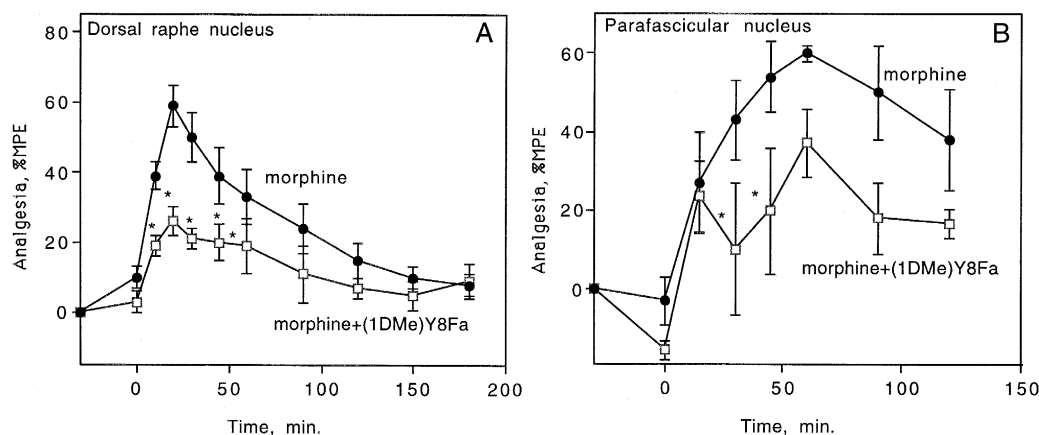 Dorsal raphe nucleus
A
80
60
40
20
0
Analgesia, %MPE
morphine
morphine+(1DMe)Y8Fa
*
*
*
*
*
0
50
100
150
200
Time, min.
Parafascicular nucleus
B
60
40
20
0
Analgesia, %MPE
morphine
morphine+(1DMe)Y8Fa
*
*
0
50
100
150
Time, min.